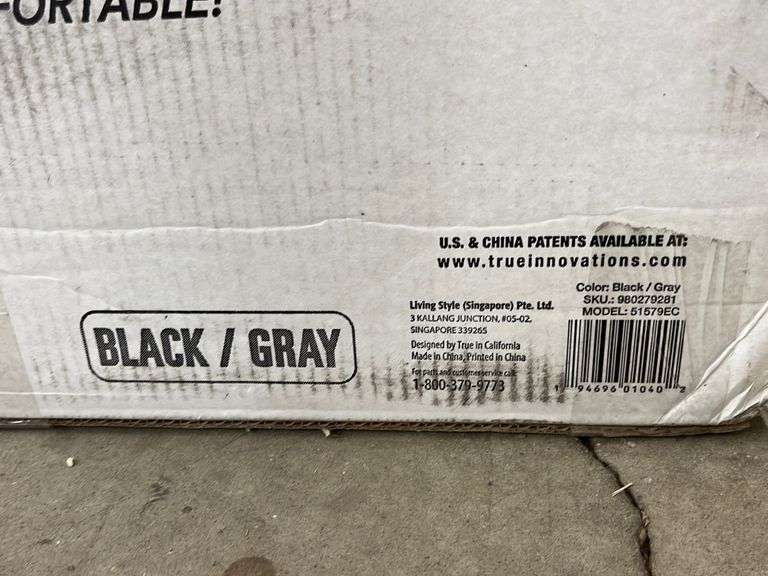 -ORTABLE!
U.S. & CHINA PATENTS AVAILABLE AT:
www.trueinnovations.com
Color: Black / Gray
SKU.: 980279281
MODEL: 51579EC
Living Style (Singapore) Pte. Ltd.
3 KALLANG JUNCTION, #05-02,
SINGAPORE 339265
Designed by True in California
Made in China, Printed in China
For parts and customer service call:
1-800-379-9773
BLACK / GRAY
1 94696 01040 2